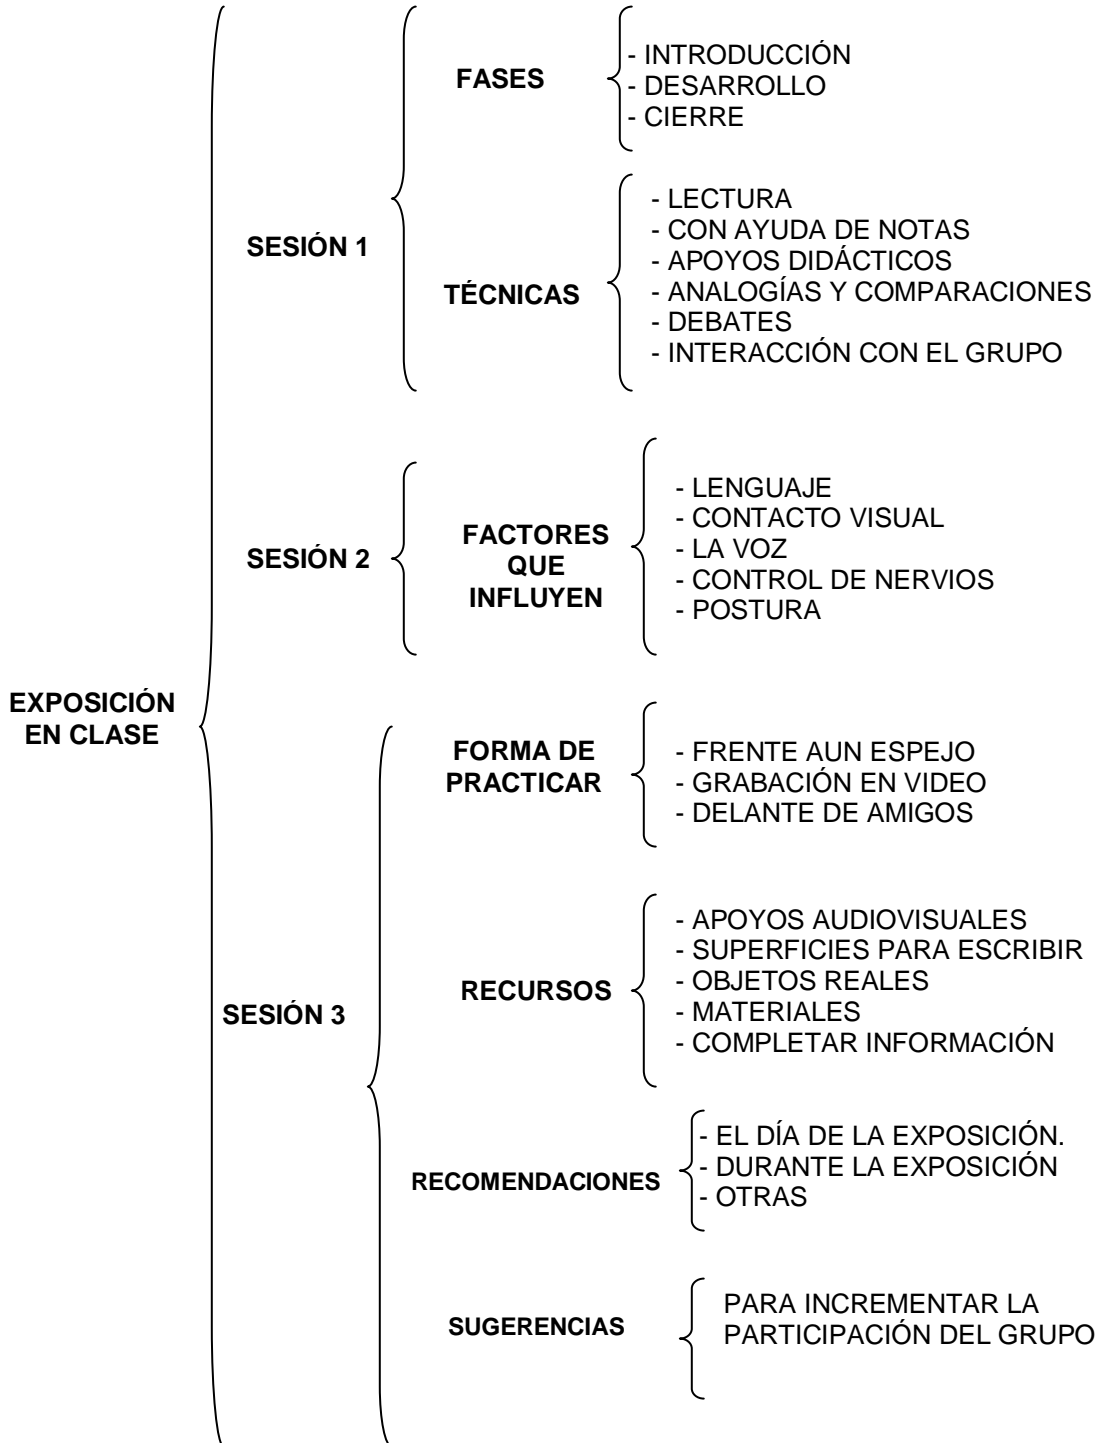 EXPOSICIÓN
EN CLASE
SESIÓN 1
FASES
- INTRODUCCIÓN
- DESARROLLO
- CIERRE
TÉCNICAS
- LECTURA
- CON AYUDA DE NOTAS
- APOYOS DIDÁCTICOS
- ANALOGÍAS Y COMPARACIONES
- DEBATES
- INTERACCIÓN CON EL GRUPO
SESIÓN 2
FACTORES
QUE
INFLUYEN
- LENGUAJE
- CONTACTO VISUAL
- LA VOZ
- CONTROL DE NERVIOS
- POSTURA
SESIÓN 3
FORMA DE
PRACTICAR
- FRENTE AUN ESPEJO
- GRABACIÓN EN VIDEO
- DELANTE DE AMIGOS
RECURSOS
- APOYOS AUDIOVISUALES
- SUPERFICIES PARA ESCRIBIR
- OBJETOS REALES
- MATERIALES
- COMPLETAR INFORMACIÓN
RECOMENDACIONES
- EL DÍA DE LA EXPOSICIÓN.
- DURANTE LA EXPOSICIÓN
- OTRAS
SUGERENCIAS
PARA INCREMENTAR LA
PARTICIPACIÓN DEL GRUPO